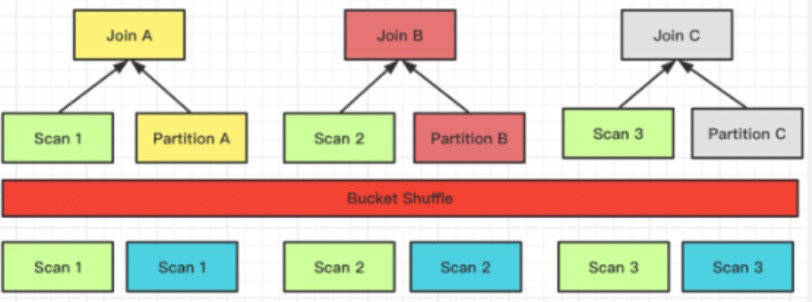 Join A
Join B
Join C
Scan 1
Partition A
Scan 2
Partition B
Scan 3
Partition C
Bucket Shuffle
Scan 1
Scan 1
Scan 2
Scan 2
Scan 3
Scan 3